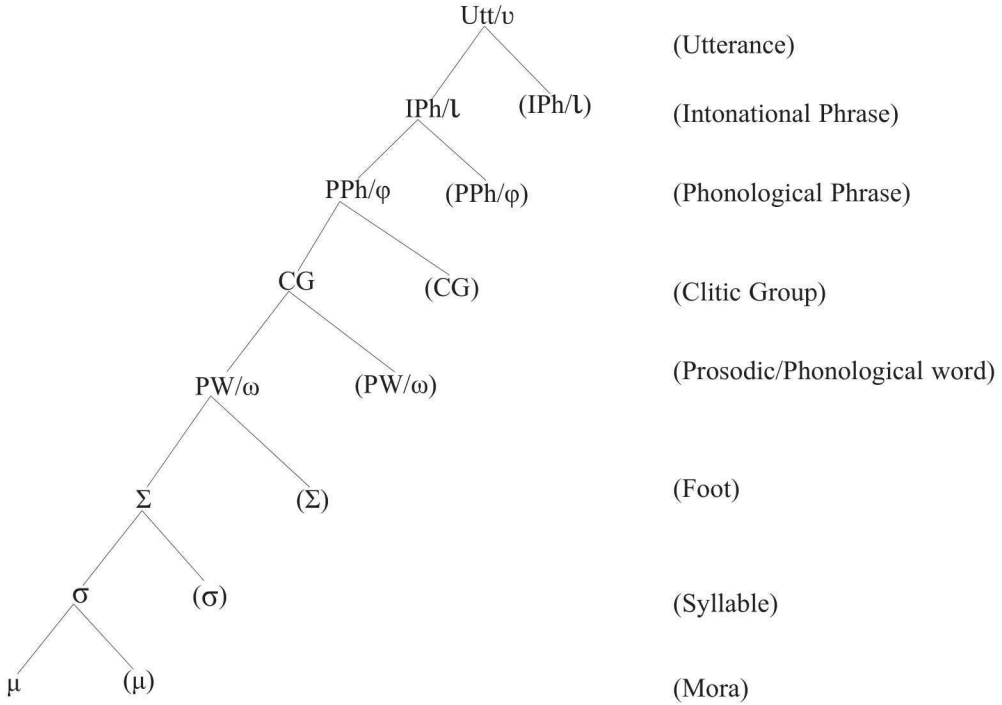 Utt/υ
(Utterance)
IPh/ɩ (IPh/ɩ)
(Intonational Phrase)
PPh/φ (PPh/φ)
(Phonological Phrase)
CG (CG)
(Clitic Group)
PW/ω (PW/ω)
(Prosodic/Phonological word)
Σ (Σ)
(Foot)
σ (σ)
(Syllable)
μ (μ)
(Mora)